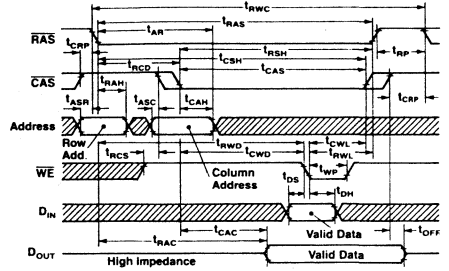 tRWC
tRAS
tAR
RAS
tCRP
tRSH
tRP
tCSH
tRCD
tCAS
tRAH
CAS
tASR
tASC
tCAH
tCRP
Address
Row Add.
tRWD
tCWL
tRCS
tCWD
tRWL
Column Address
tWP
WE
tDS
tDH
DIN
Valid Data
tCAC
tOFF
tRAC
DOUT
High Impedance
Valid Data